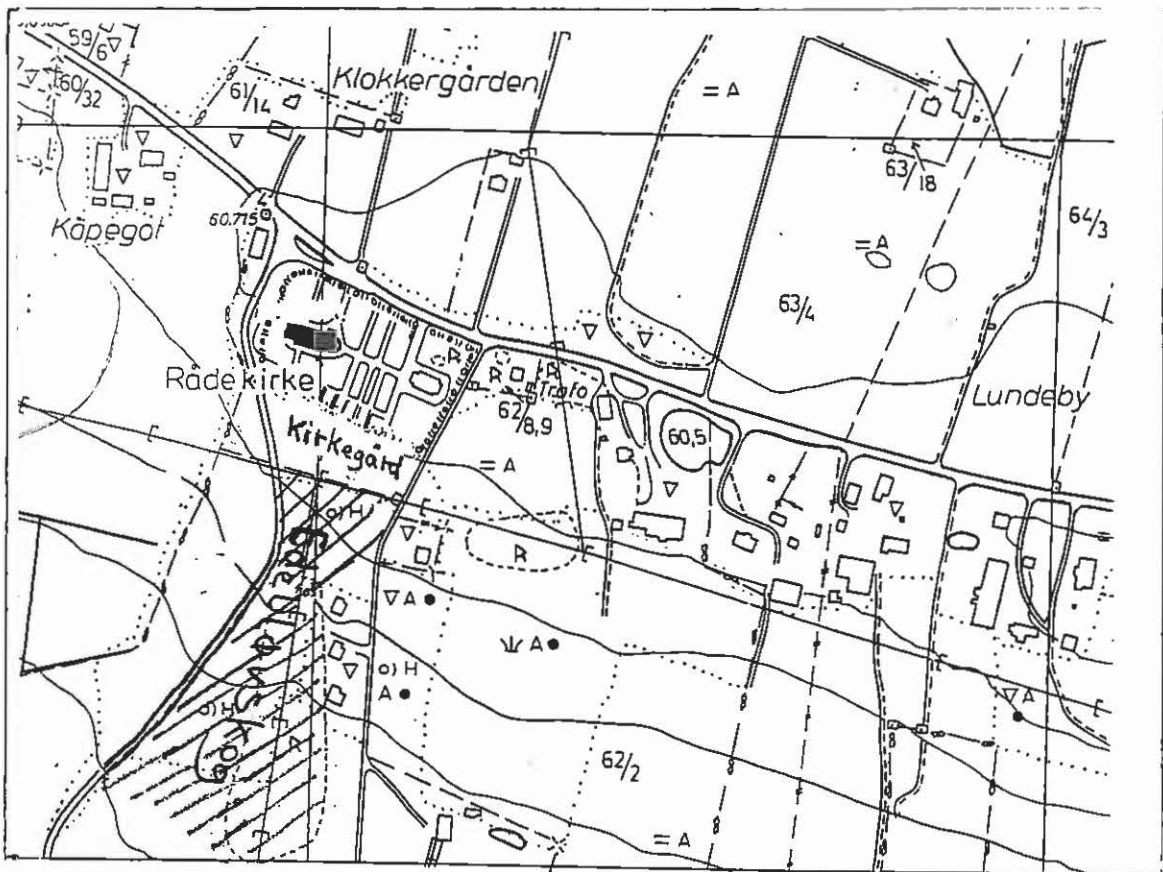 59/6
60/32
61/14
Klokkergården
= A
63/18
64/3
60.775
Kåpegot
= A
63/4
Råde kirke
Lundeby
R
R
R
Trafo
62/8,9
60,5
Kirkegård
= A
o) H
R
▽ A
A
o) H
A
o) H
▽ A
62/2
= A